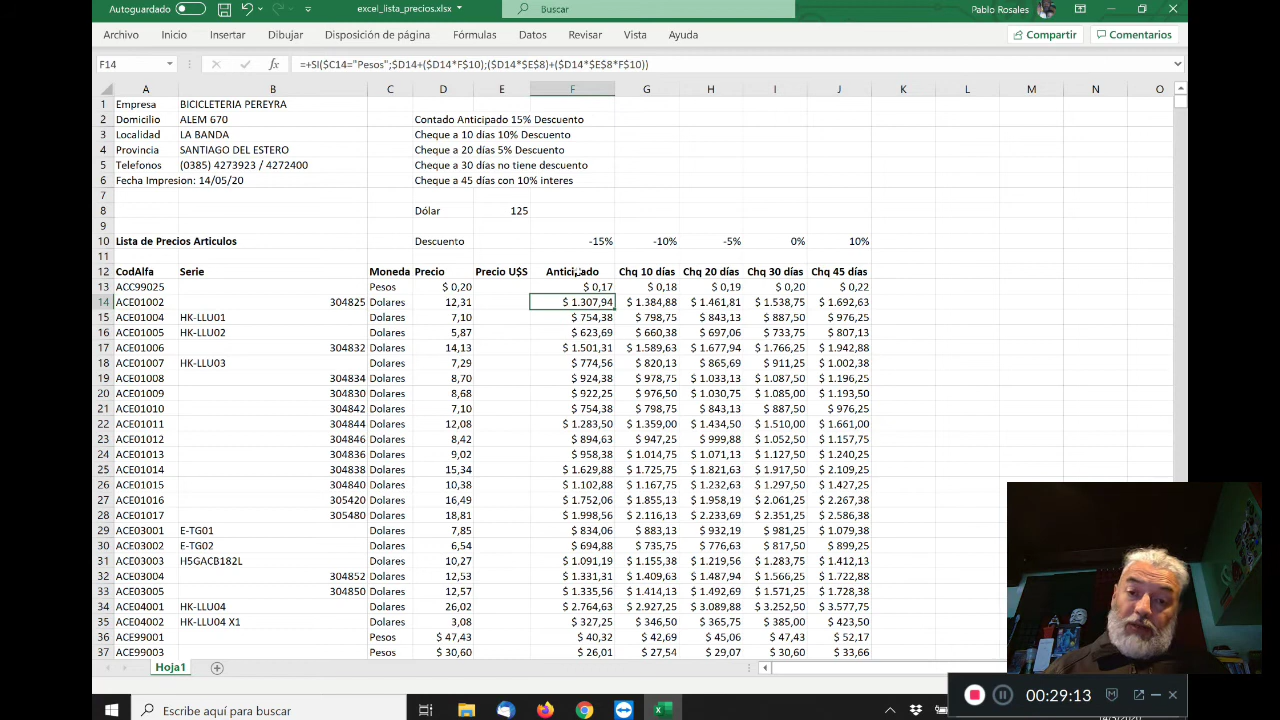 Autoguardado excel_lista_precios.xlsx Buscar Pablo Rosales
Archivo Inicio Insertar Dibujar Disposición de página Fórmulas Datos Revisar Vista Ayuda Compartir Comentarios
F14 fx =+SI($C14="Pesos";$D14+($D14*F$10);($D14*$E$8)+($D14*$E$8*F$10))
A B C D E F G H I J K L M N O
1 Empresa BICICLETERIA PEREYRA
2 Domicilio ALEM 670 Contado Anticipado 15% Descuento
3 Localidad LA BANDA Cheque a 10 días 10% Descuento
4 Provincia SANTIAGO DEL ESTERO Cheque a 20 días 5% Descuento
5 Telefonos (0385) 4273923 / 4272400 Cheque a 30 días no tiene descuento
6 Fecha Impresion: 14/05/20 Cheque a 45 días con 10% interes
7
8 Dólar 125
9
10 Lista de Precios Articulos Descuento -15% -10% -5% 0% 10%
11
12 CodAlfa Serie Moneda Precio Precio U$S Anticipado Chq 10 días Chq 20 días Chq 30 días Chq 45 días
13 ACC99025 Pesos $ 0,20 $ 0,17 $ 0,18 $ 0,19 $ 0,20 $ 0,22
14 ACE01002 304825 Dolares 12,31 $ 1.307,94 $ 1.384,88 $ 1.461,81 $ 1.538,75 $ 1.692,63
15 ACE01004 HK-LLU01 Dolares 7,10 $ 754,38 $ 798,75 $ 843,13 $ 887,50 $ 976,25
16 ACE01005 HK-LLU02 Dolares 5,87 $ 623,69 $ 660,38 $ 697,06 $ 733,75 $ 807,13
17 ACE01006 304832 Dolares 14,13 $ 1.501,31 $ 1.589,63 $ 1.677,94 $ 1.766,25 $ 1.942,88
18 ACE01007 HK-LLU03 Dolares 7,29 $ 774,56 $ 820,13 $ 865,69 $ 911,25 $ 1.002,38
19 ACE01008 304834 Dolares 8,70 $ 924,38 $ 978,75 $ 1.033,13 $ 1.087,50 $ 1.196,25
20 ACE01009 304830 Dolares 8,68 $ 922,25 $ 976,50 $ 1.030,75 $ 1.085,00 $ 1.193,50
21 ACE01010 304842 Dolares 7,10 $ 754,38 $ 798,75 $ 843,13 $ 887,50 $ 976,25
22 ACE01011 304844 Dolares 12,08 $ 1.283,50 $ 1.359,00 $ 1.434,50 $ 1.510,00 $ 1.661,00
23 ACE01012 304846 Dolares 8,42 $ 894,63 $ 947,25 $ 999,88 $ 1.052,50 $ 1.157,75
24 ACE01013 304836 Dolares 9,02 $ 958,38 $ 1.014,75 $ 1.071,13 $ 1.127,50 $ 1.240,25
25 ACE01014 304838 Dolares 15,34 $ 1.629,88 $ 1.725,75 $ 1.821,63 $ 1.917,50 $ 2.109,25
26 ACE01015 304840 Dolares 10,38 $ 1.102,88 $ 1.167,75 $ 1.232,63 $ 1.297,50 $ 1.427,25
27 ACE01016 305420 Dolares 16,49 $ 1.752,06 $ 1.855,13 $ 1.958,19 $ 2.061,25 $ 2.267,38
28 ACE01017 305480 Dolares 18,81 $ 1.998,56 $ 2.116,13 $ 2.233,69 $ 2.351,25 $ 2.586,38
29 ACE03001 E-TG01 Dolares 7,85 $ 834,06 $ 883,13 $ 932,19 $ 981,25 $ 1.079,38
30 ACE03002 E-TG02 Dolares 6,54 $ 694,88 $ 735,75 $ 776,63 $ 817,50 $ 899,25
31 ACE03003 H5GACB182L Dolares 10,27 $ 1.091,19 $ 1.155,38 $ 1.219,56 $ 1.283,75 $ 1.412,13
32 ACE03004 304852 Dolares 12,53 $ 1.331,31 $ 1.409,63 $ 1.487,94 $ 1.566,25 $ 1.722,88
33 ACE03005 304850 Dolares 12,57 $ 1.335,56 $ 1.414,13 $ 1.492,69 $ 1.571,25 $ 1.728,38
34 ACE04001 HK-LLU04 Dolares 26,02 $ 2.764,63 $ 2.927,25 $ 3.089,88 $ 3.252,50 $ 3.577,75
35 ACE04002 HK-LLU04 X1 Dolares 3,08 $ 327,25 $ 346,50 $ 365,75 $ 385,00 $ 423,50
36 ACE99001 Pesos $ 47,43 $ 40,32 $ 42,69 $ 45,06 $ 47,43 $ 52,17
37 ACE99003 Pesos $ 30,60 $ 26,01 $ 27,54 $ 29,07 $ 30,60 $ 33,66
Hoja1
00:29:13
Escribe aquí para buscar